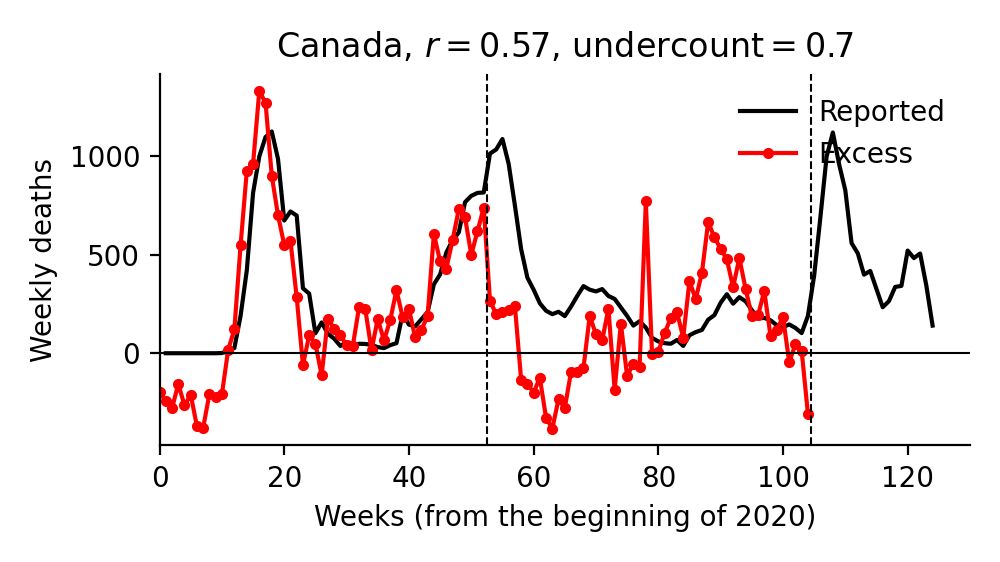 Canada, r = 0.57, undercount = 0.7
Reported
Excess
Weekly deaths
1000
500
0
0 20 40 60 80 100 120
Weeks (from the beginning of 2020)